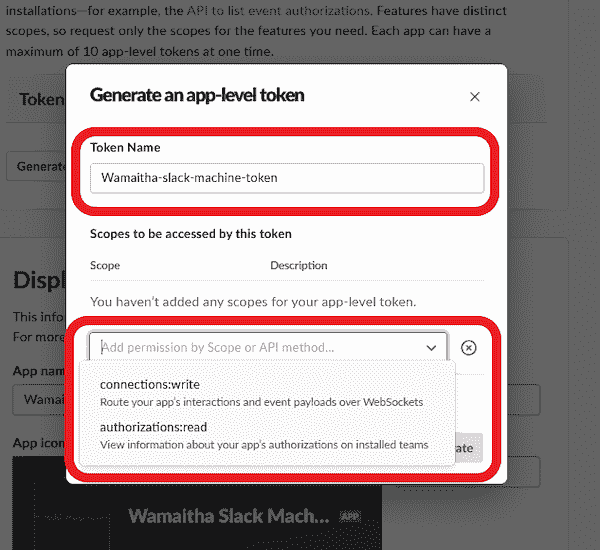 installations—for example, the API to list event authorizations. Features have distinct
scopes, so request only the scopes for the features you need. Each app can have a
maximum of 10 app-level tokens at one time.
Token
Generate
Generate an app-level token
Token Name
Wamaitha-slack-machine-token
Scopes to be accessed by this token
Scope Description
You haven't added any scopes for your app-level token.
Add permission by Scope or API method...
connections:write
Route your app's interactions and event payloads over WebSockets
authorizations:read
View information about your app's authorizations on installed teams
ate
Displ
This info
For more
App nam
Wamai
App icon
Wamaitha Slack Mach... APP